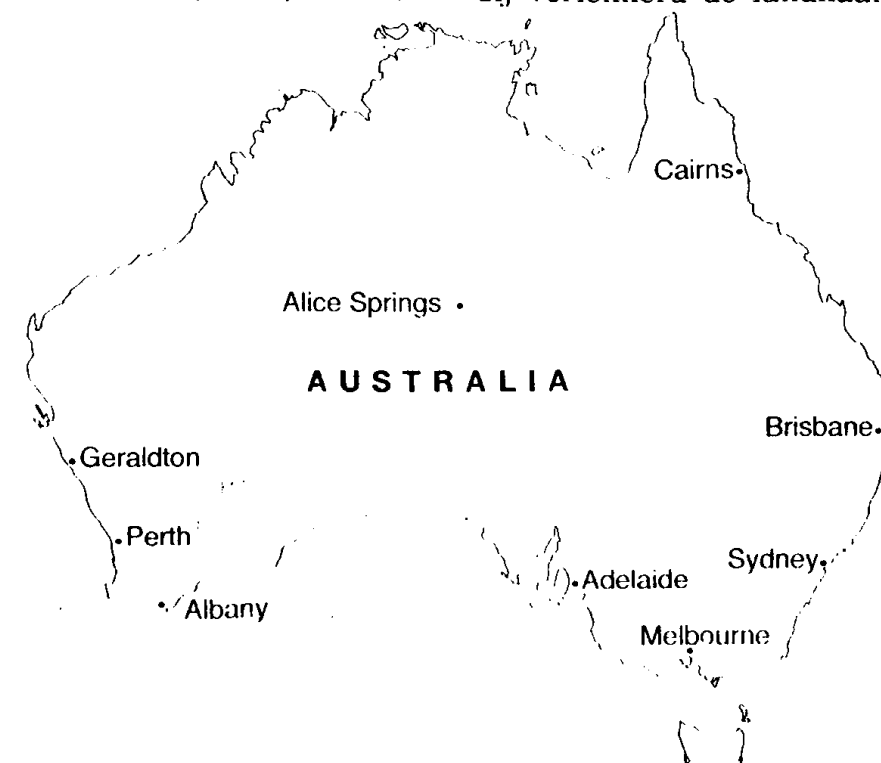 Cairns
Alice Springs
AUSTRALIA
Brisbane
Geraldton
Perth
Sydney
Adelaide
Albany
Melbourne